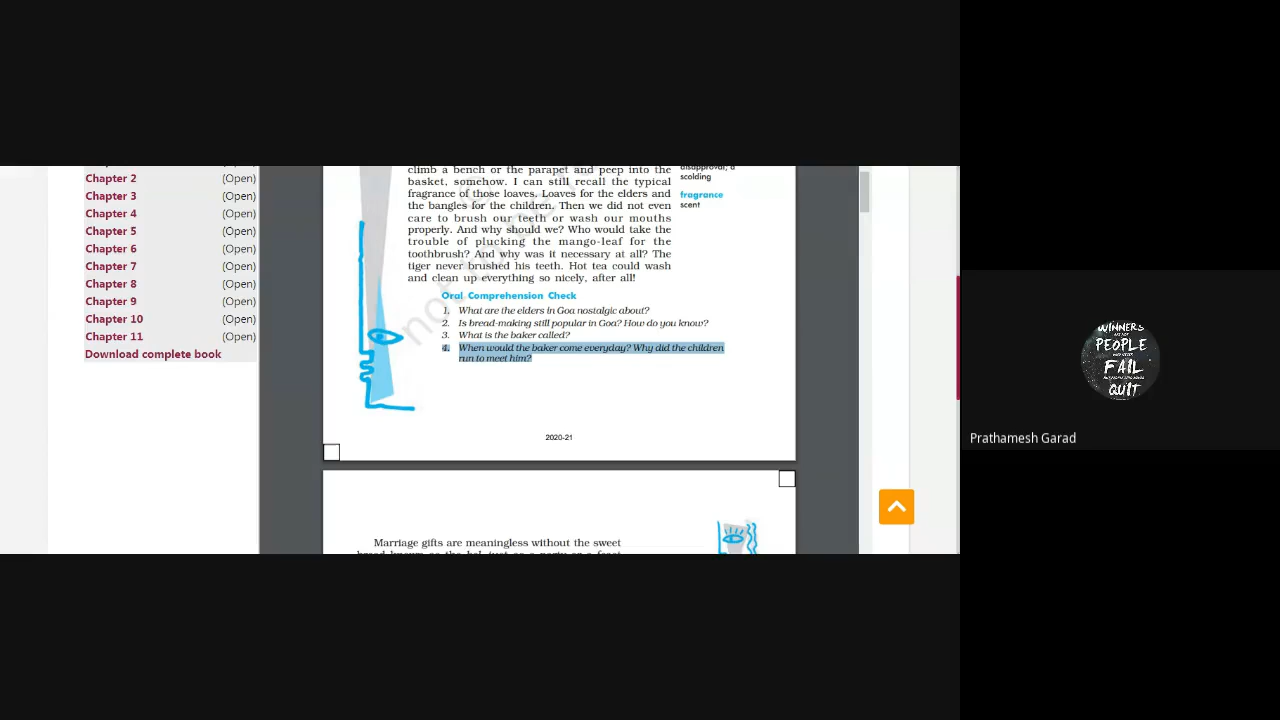 Chapter 2 (Open)
Chapter 3 (Open)
Chapter 4 (Open)
Chapter 5 (Open)
Chapter 6 (Open)
Chapter 7 (Open)
Chapter 8 (Open)
Chapter 9 (Open)
Chapter 10 (Open)
Chapter 11 (Open)
Download complete book
climb a bench or the parapet and peep into the
basket, somehow. I can still recall the typical
fragrance of those loaves. Loaves for the elders and
the bangles for the children. Then we did not even
care to brush our teeth or wash our mouths
properly. And why should we? Who would take the
trouble of plucking the mango-leaf for the
toothbrush? And why was it necessary at all? The
tiger never brushed his teeth. Hot tea could wash
and clean up everything so nicely, after all!
disapproval, a
scolding
fragrance
scent
not
Oral Comprehension Check
1. What are the elders in Goa nostalgic about?
2. Is bread-making still popular in Goa? How do you know?
3. What is the baker called?
4. When would the baker come everyday? Why did the children
run to meet him?
2020-21
Marriage gifts are meaningless without the sweet
WINNERS
PEOPLE
FAIL
QUIT
Prathamesh Garad